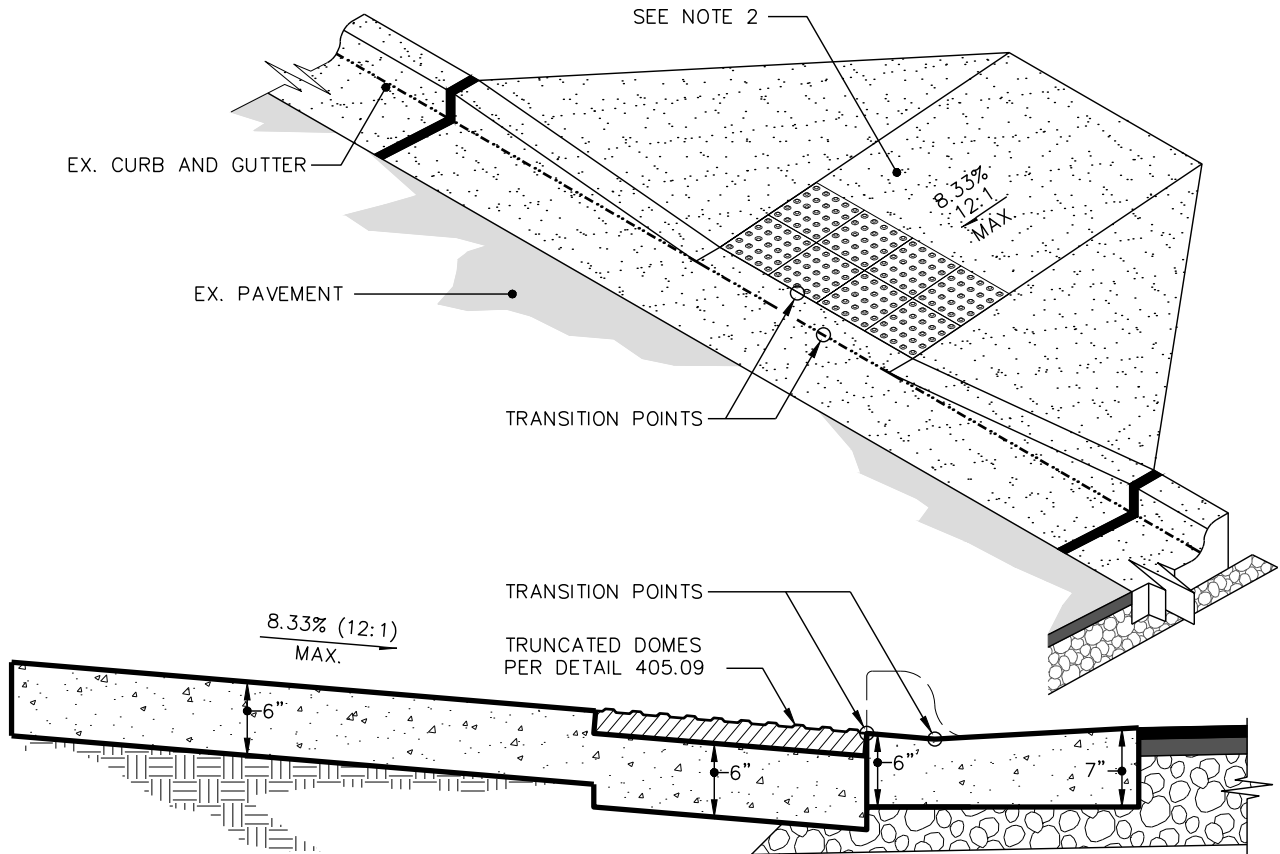 SEE NOTE 2
EX. CURB AND GUTTER
8.33%
12:1
MAX
EX. PAVEMENT
TRANSITION POINTS
TRANSITION POINTS
8.33% (12:1)
MAX.
TRUNCATED DOMES
PER DETAIL 405.09
6"
6"
6"
7"